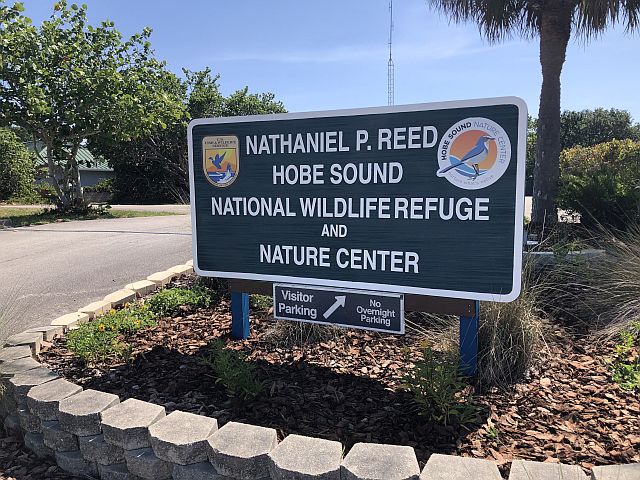 NATHANIEL P. REED
HOBE SOUND
NATIONAL WILDLIFE REFUGE
AND
NATURE CENTER
HOBE SOUND NATURE CENTER
Visitor
Parking
No
Overnight
Parking